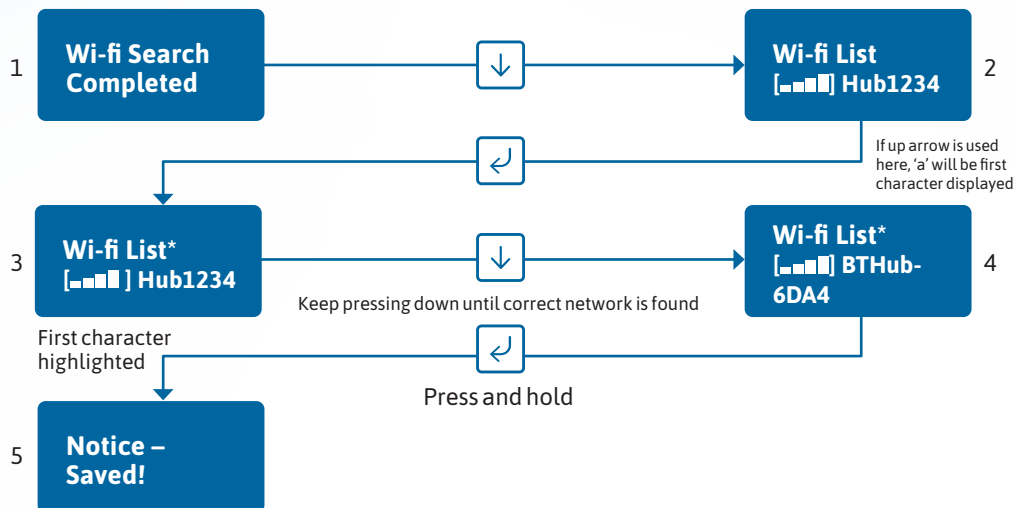 1
Wi-fi Search
Completed
Wi-fi List
[] Hub1234
2
If up arrow is used
here, ‘a’ will be first
character displayed
3
Wi-fi List*
[] Hub1234
Keep pressing down until correct network is found
Wi-fi List*
[] BTHub-
6DA4
4
First character
highlighted
Press and hold
5
Notice –
Saved!